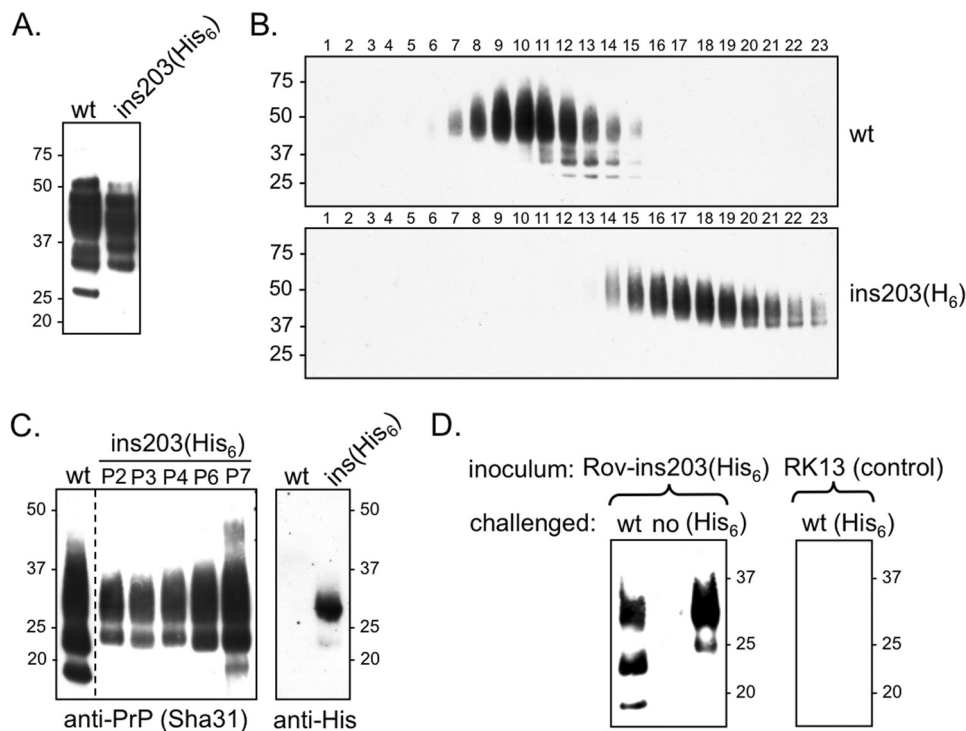 A.
wt ins203(His6)
75
50
37
25
20
B.
1 2 3 4 5 6 7 8 9 10 11 12 13 14 15 16 17 18 19 20 21 22 23
75
50
37
25
wt
1 2 3 4 5 6 7 8 9 10 11 12 13 14 15 16 17 18 19 20 21 22 23
75
50
37
25
ins203(H6)
C.
ins203(His6)
wt P2 P3 P4 P6 P7
50
37
25
20
anti-PrP (Sha31)
wt ins(His6)
50
37
25
20
anti-His
D.
inoculum: Rov-ins203(His6) RK13 (control)
challenged: wt no (His6) wt (His6)
37
25
20
37
25
20